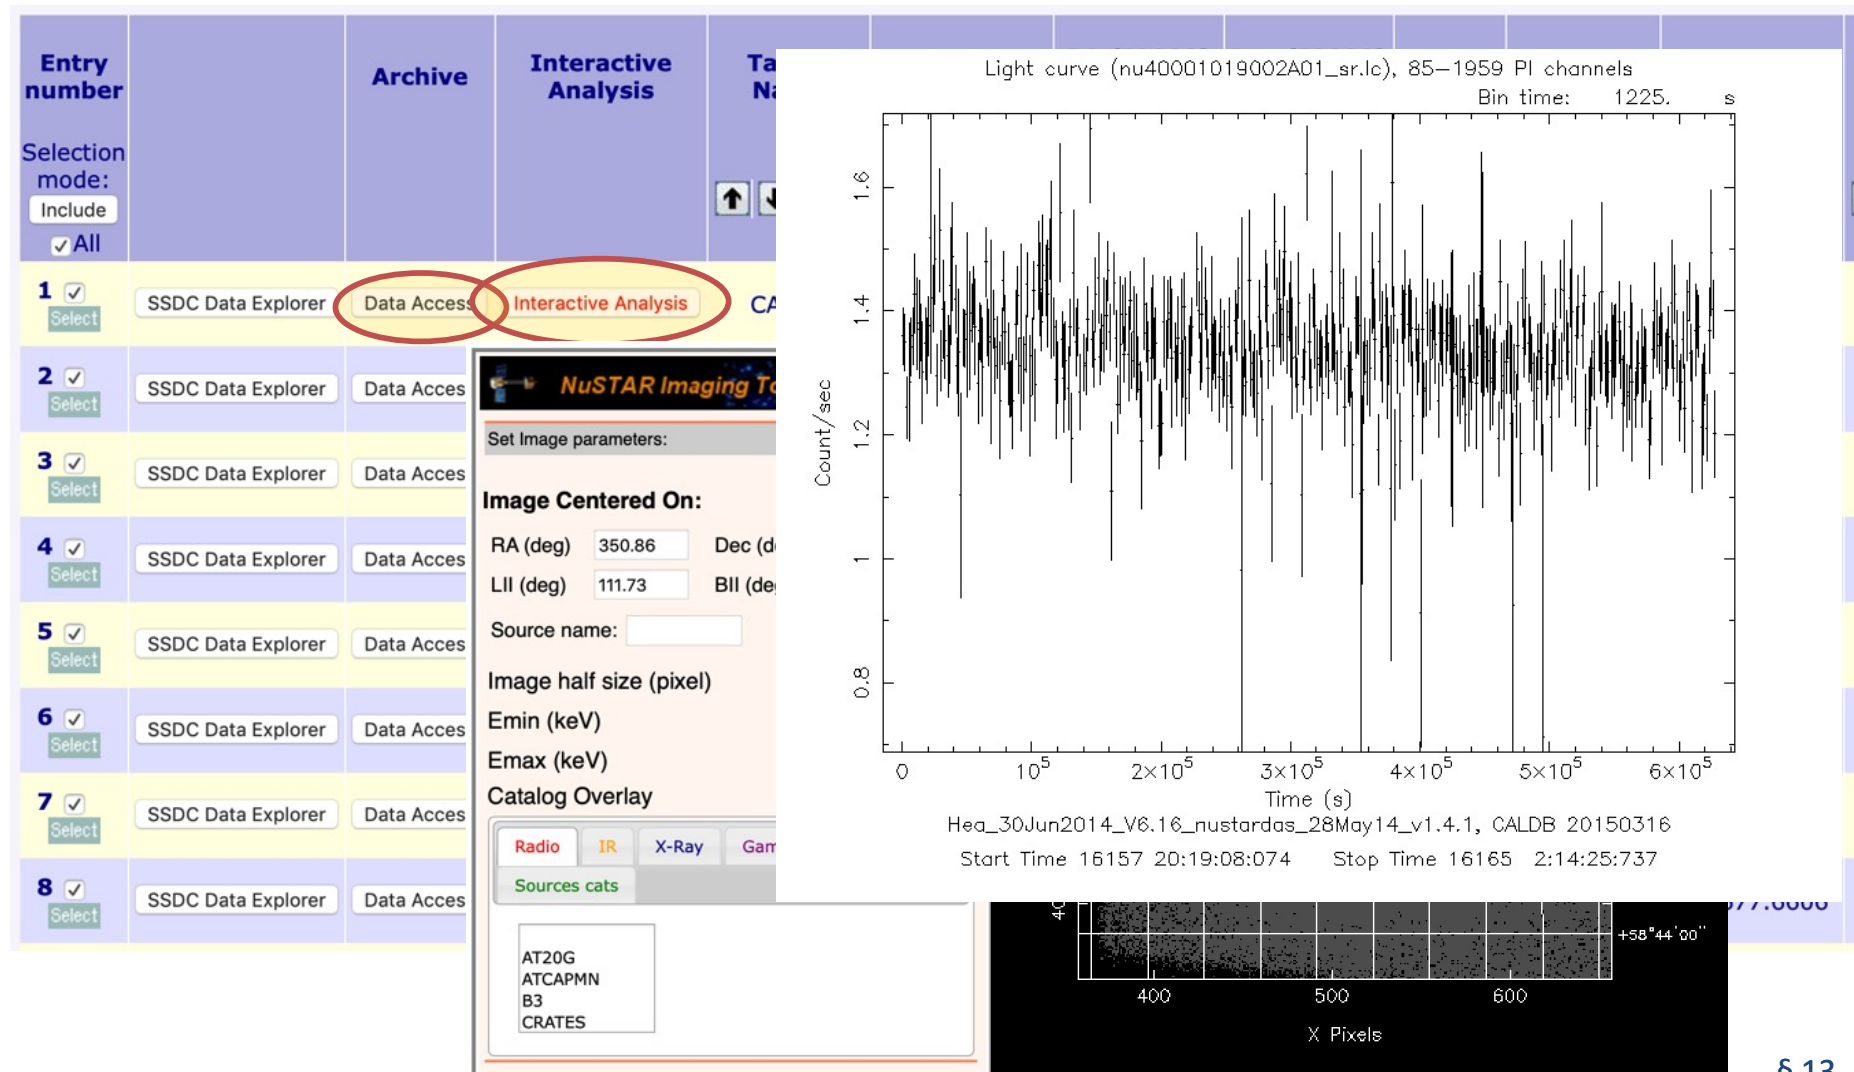 Entry number
Archive
Interactive Analysis
Selection mode:
Include
All
1
Select
SSDC Data Explorer
Data Access
Interactive Analysis
2
Select
SSDC Data Explorer
3
Select
SSDC Data Explorer
4
Select
SSDC Data Explorer
5
Select
SSDC Data Explorer
6
Select
SSDC Data Explorer
7
Select
SSDC Data Explorer
8
Select
SSDC Data Explorer
NuSTAR Imaging
Set Image parameters:
Image Centered On:
RA (deg) 350.86 Dec
LII (deg) 111.73 BII
Source name:
Image half size (pixel)
Emin (keV)
Emax (keV)
Catalog Overlay
Radio IR X-Ray
Sources cats
AT20G
ATCAPMN
B3
CRATES
Light curve (nu40001019002A01_sr.lc), 85−1959 PI channels
Bin time: 1225. s
Count/sec
1.6
1.4
1.2
1
0.8
0 10⁵ 2×10⁵ 3×10⁵ 4×10⁵ 5×10⁵ 6×10⁵
Time (s)
Hea_30Jun2014_V6.16_nustardas_28May14_v1.4.1, CALDB 20150316
Start Time 16157 20:19:08:074 Stop Time 16165 2:14:25:737
+58°44'00"
400 500 600
X Pixels